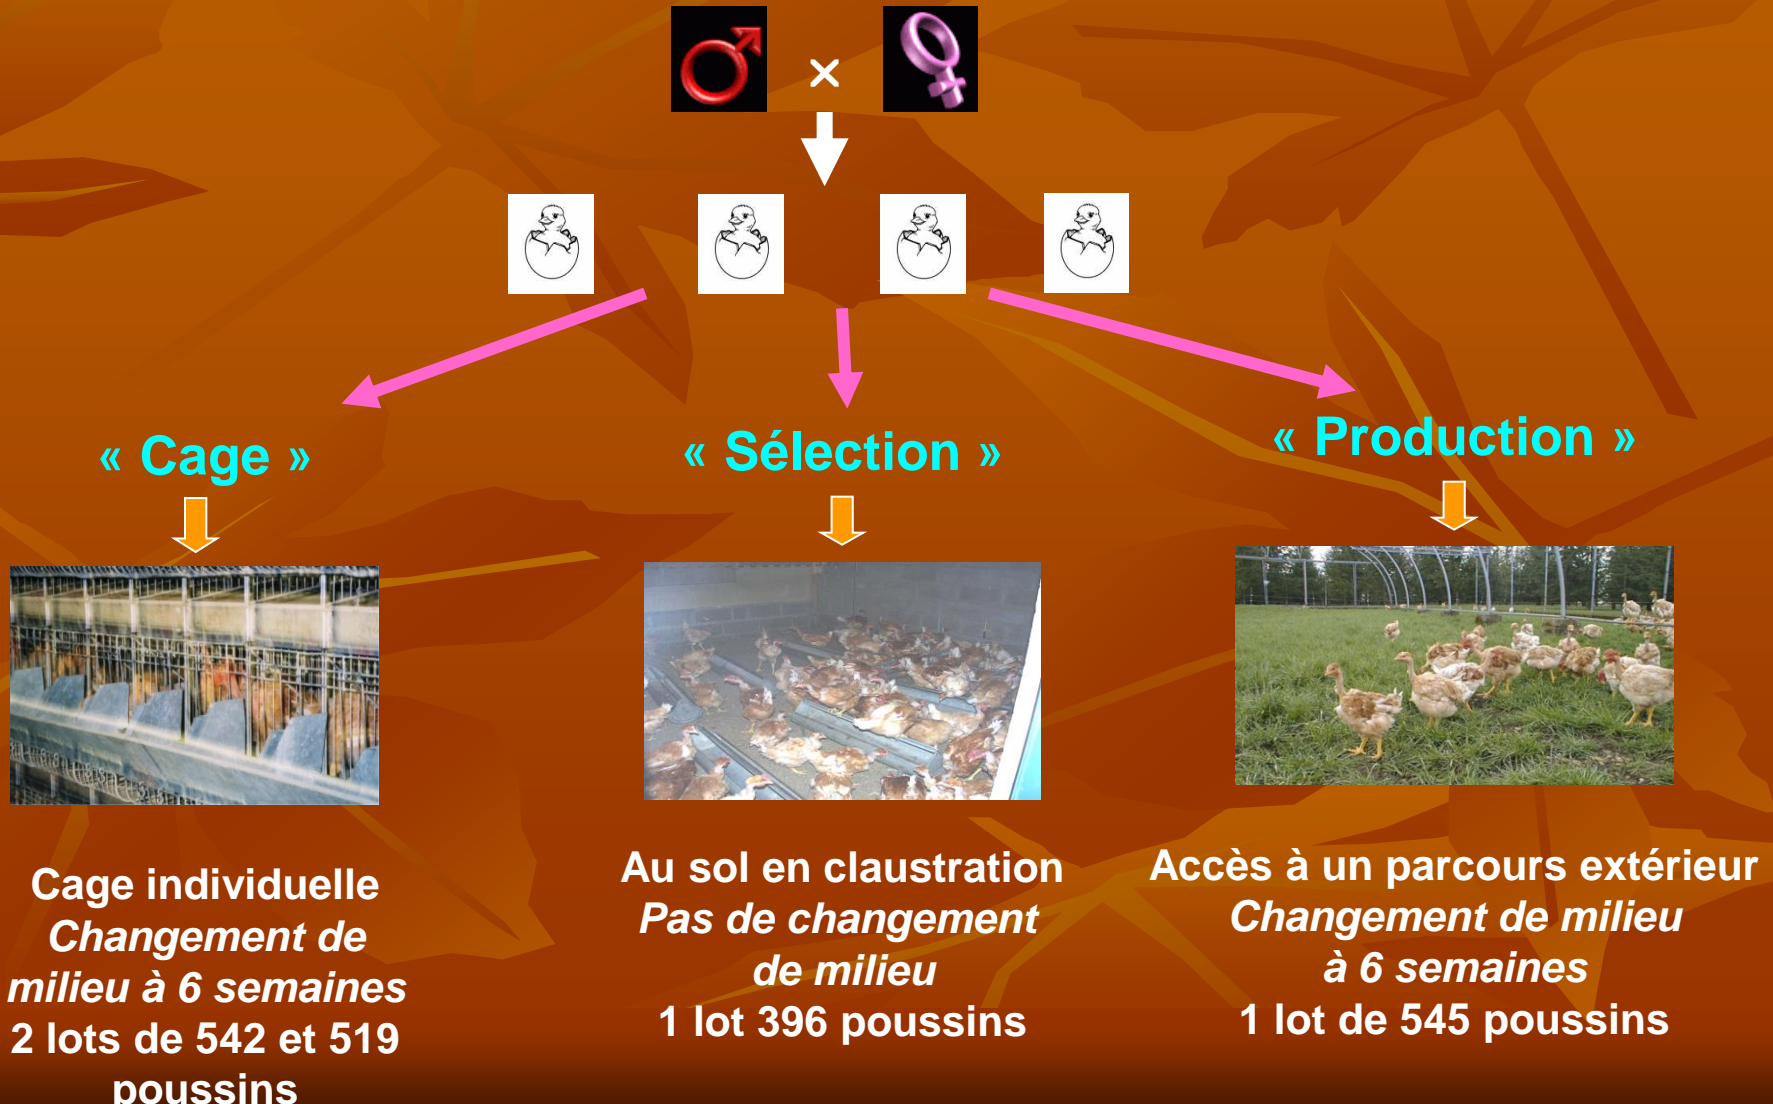 ×
« Cage »
« Sélection »
« Production »
Cage individuelle
Changement de
milieu à 6 semaines
2 lots de 542 et 519
poussins
Au sol en claustration
Pas de changement
de milieu
1 lot 396 poussins
Accès à un parcours extérieur
Changement de milieu
à 6 semaines
1 lot de 545 poussins